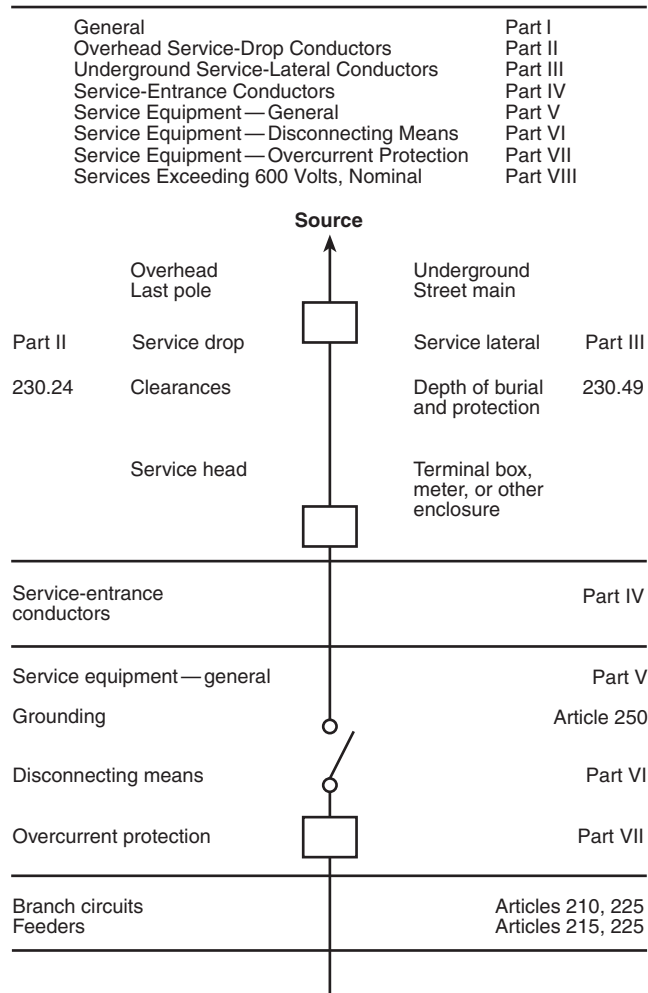 General Part I
Overhead Service-Drop Conductors Part II
Underground Service-Lateral Conductors Part III
Service-Entrance Conductors Part IV
Service Equipment—General Part V
Service Equipment—Disconnecting Means Part VI
Service Equipment—Overcurrent Protection Part VII
Services Exceeding 600 Volts, Nominal Part VIII
Source
Overhead
Last pole
Underground
Street main
Part II Service drop Service lateral Part III
230.24 Clearances Depth of burial
and protection 230.49
Service head Terminal box,
meter, or other
enclosure
Service-entrance
conductors Part IV
Service equipment—general Part V
Grounding Article 250
Disconnecting means Part VI
Overcurrent protection Part VII
Branch circuits Articles 210, 225
Feeders Articles 215, 225